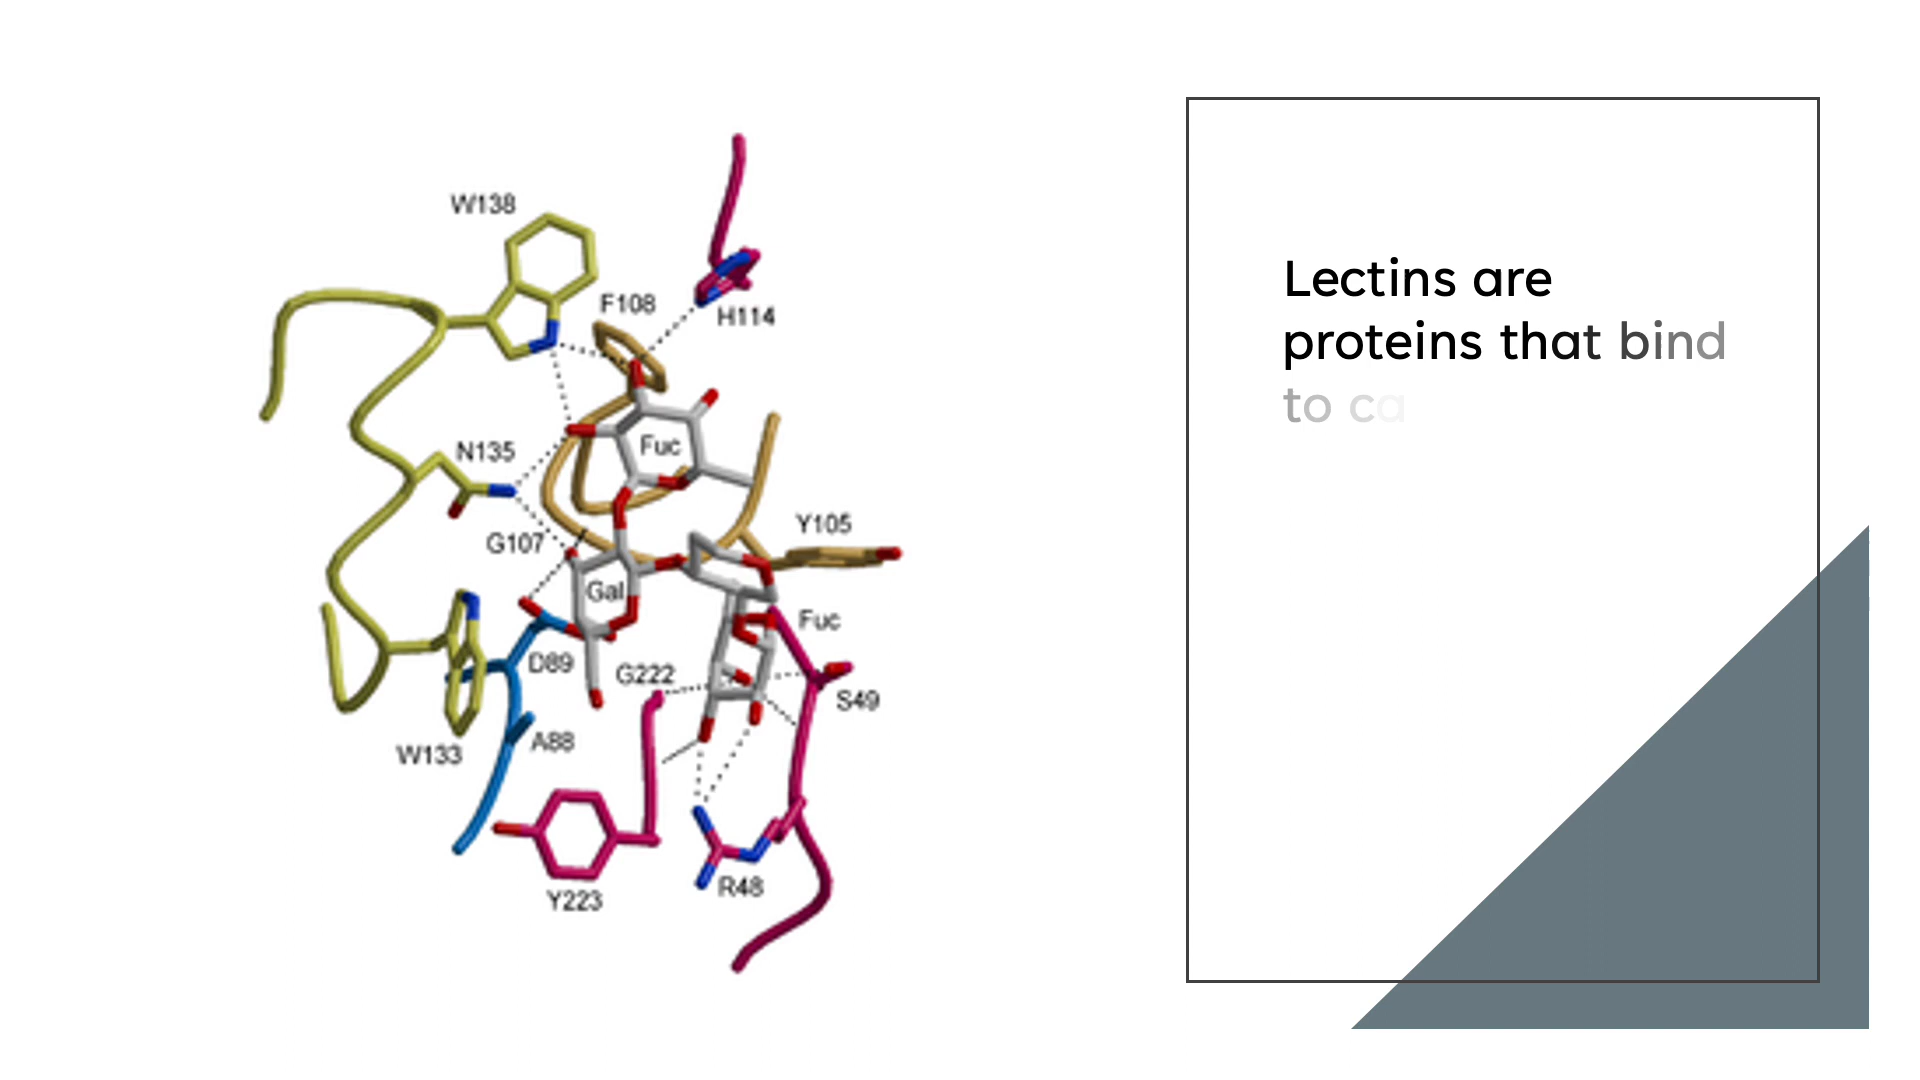 W138
F108
H114
Fuc
N135
Y105
G107
Gal
Fuc
D89
G222
S49
A88
W133
R48
Y223
Lectins are
proteins that bind
to ca